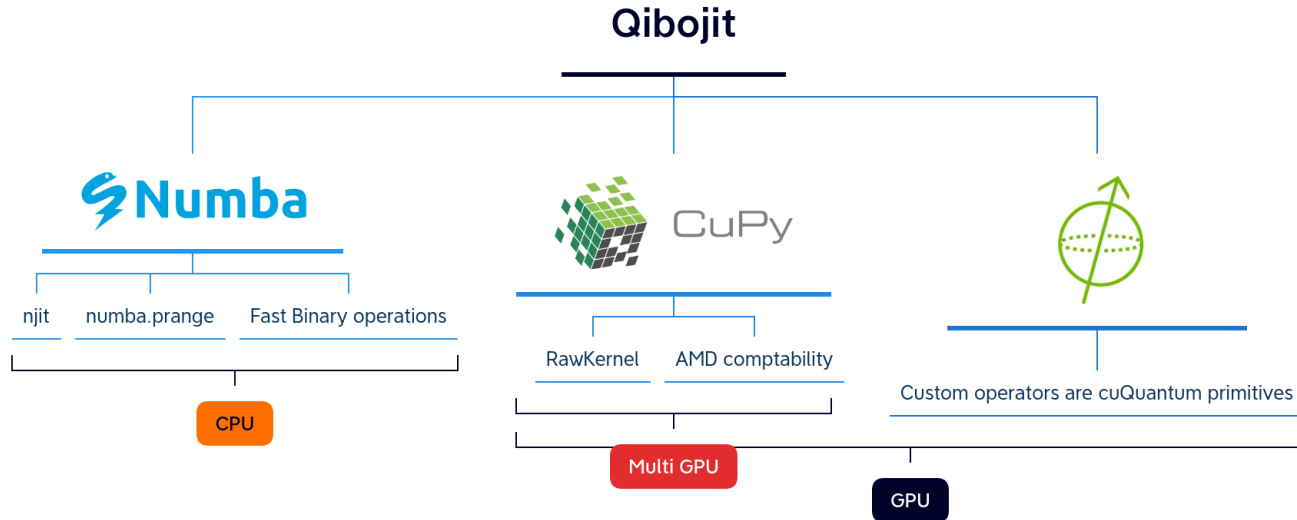 Qibojit
Numba
CuPy
njit
numba.prange
Fast Binary operations
RawKernel
AMD comptability
Custom operators are cuQuantum primitives
CPU
Multi GPU
GPU